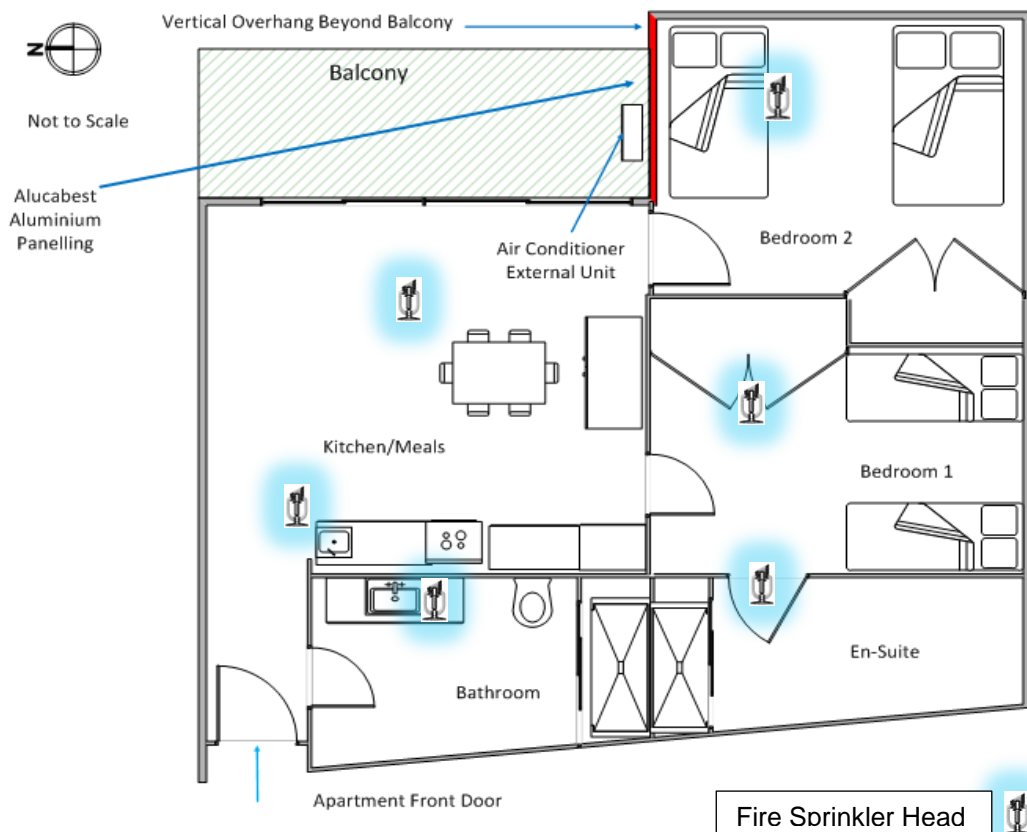 Vertical Overhang Beyond Balcony
N
Balcony
Not to Scale
Alucabest
Aluminium
Panelling
Air Conditioner
External Unit
Bedroom 2
Kitchen/Meals
Bedroom 1
En-Suite
Bathroom
Apartment Front Door
Fire Sprinkler Head